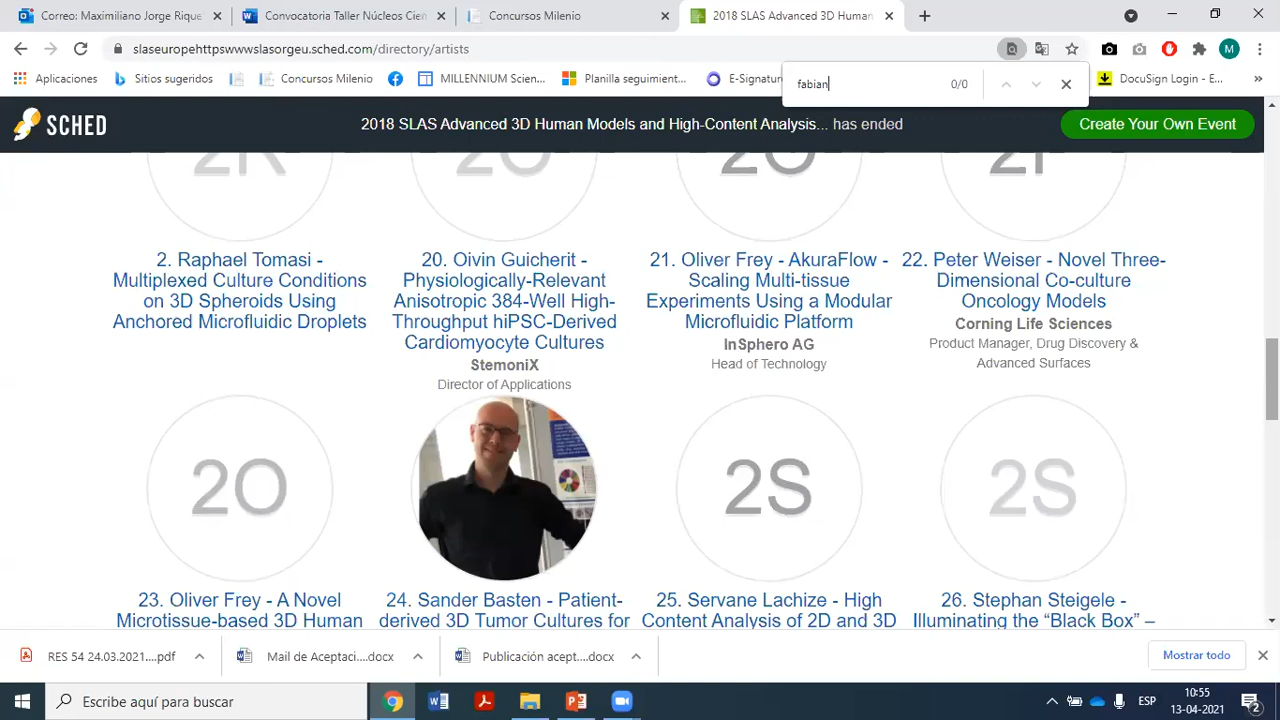 Correo: Maximiliano Jorge Rique
Convocatoria Taller Núcleos Cien
Concursos Milenio
2018 SLAS Advanced 3D Human
slaseuropehttpswwwslasorgeu.sched.com/directory/artists
M
Aplicaciones
Sitios sugeridos
Concursos Milenio
MILLENNIUM Scien...
Planilla seguimient...
E-Signatur
DocuSign Login - E...
»
fabian
0/0
SCHED
2018 SLAS Advanced 3D Human Models and High-Content Analysis... has ended
Create Your Own Event
2R
2O
2O
2P
2. Raphael Tomasi -
Multiplexed Culture Conditions
on 3D Spheroids Using
Anchored Microfluidic Droplets
20. Oivin Guicherit -
Physiologically-Relevant
Anisotropic 384-Well High-
Throughput hiPSC-Derived
Cardiomyocyte Cultures
StemoniX
Director of Applications
21. Oliver Frey - AkuraFlow -
Scaling Multi-tissue
Experiments Using a Modular
Microfluidic Platform
InSphero AG
Head of Technology
22. Peter Weiser - Novel Three-
Dimensional Co-culture
Oncology Models
Corning Life Sciences
Product Manager, Drug Discovery &
Advanced Surfaces
2O
2S
2S
23. Oliver Frey - A Novel
Microtissue-based 3D Human
24. Sander Basten - Patient-
derived 3D Tumor Cultures for
25. Servane Lachize - High
Content Analysis of 2D and 3D
26. Stephan Steigele -
Illuminating the “Black Box” –
RES 54 24.03.2021....pdf
Mail de Aceptaci....docx
Publicación acept....docx
Mostrar todo
Escribe aquí para buscar
ESP
10:55
13-04-2021
2